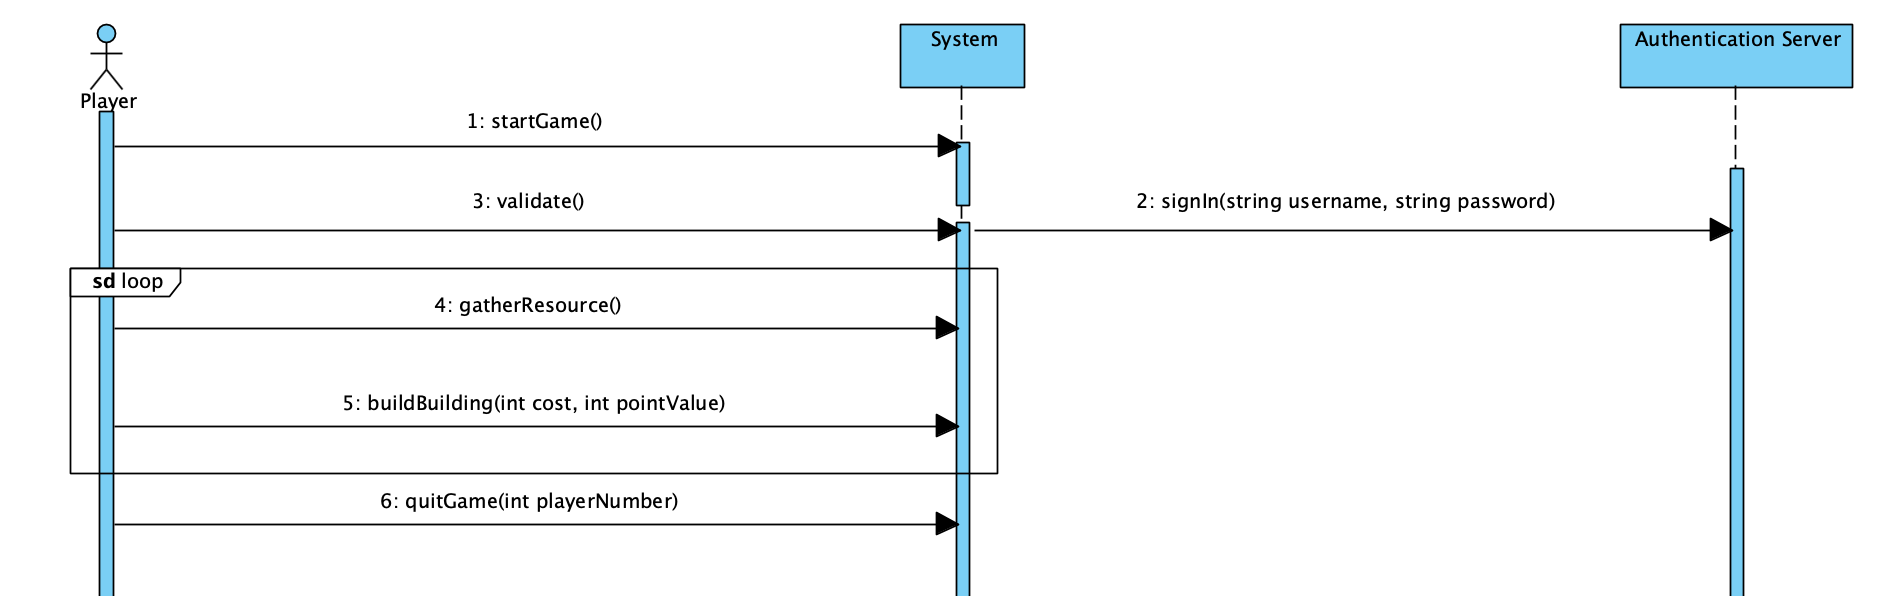 System
Authentication Server
Player
1: startGame()
3: validate()
2: signIn(string username, string password)
sd loop
4: gatherResource()
5: buildBuilding(int cost, int pointValue)
6: quitGame(int playerNumber)